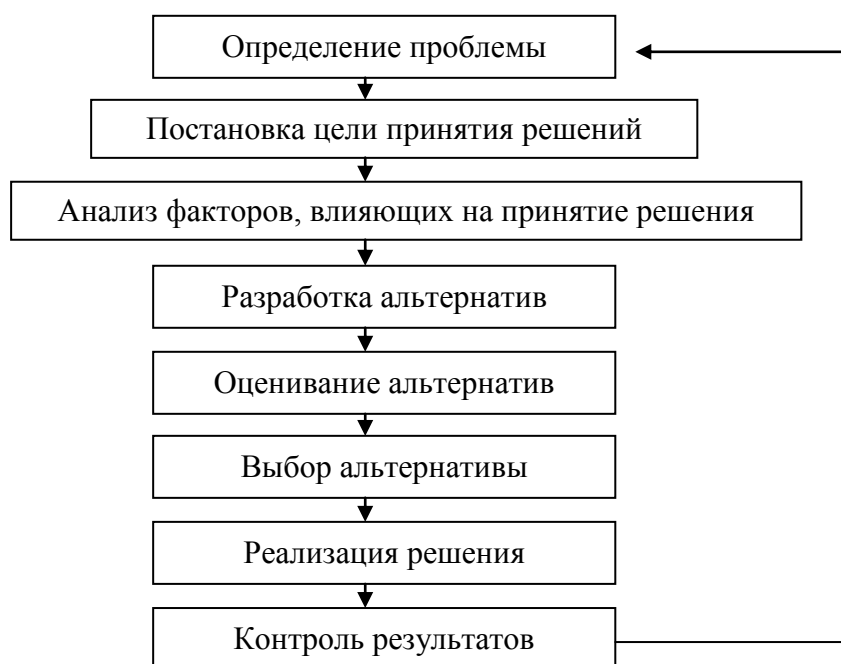 Определение проблемы
Постановка цели принятия решений
Анализ факторов, влияющих на принятие решения
Разработка альтернатив
Оценивание альтернатив
Выбор альтернативы
Реализация решения
Контроль результатов